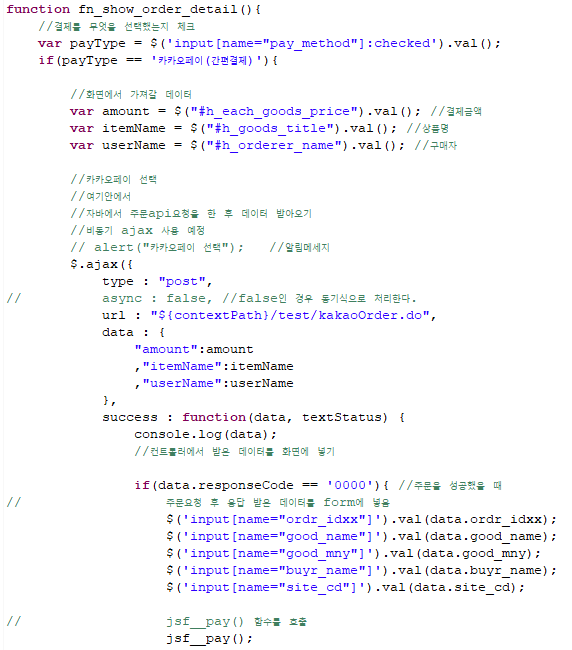 function fn_show_order_detail(){
    //결제를 무엇을 선택했는지 체크
    var payType = $('input[name="pay_method"]:checked').val();
    if(payType == '카카오페이(간편결제)'){

        //화면에서 가져갈 데이터
        var amount = $("#h_each_goods_price").val(); //결제금액
        var itemName = $("#h_goods_title").val(); //상품명
        var userName = $("#h_orderer_name").val(); //구매자

        //카카오페이 선택
        //여기안에서
        //자바에서 주문api요청을 한 후 데이터 받아오기
        //비동기 ajax 사용 예정
        // alert("카카오페이 선택");   //알림메세지
        $.ajax({
            type : "post",
//          async : false, //false인 경우 동기식으로 처리한다.
            url : "${contextPath}/test/kakaoOrder.do",
            data : {
                "amount":amount
                ,"itemName":itemName
                ,"userName":userName
            },
            success : function(data, textStatus) {
                console.log(data);
                //컨트롤러에서 받은 데이터를 화면에 넣기

                if(data.responseCode == '0000'){ //주문을 성공했을 때
//                  주문요청 후 응답 받은 데이터를 form에 넣음
                    $('input[name="ordr_idxx"]').val(data.ordr_idxx);
                    $('input[name="good_name"]').val(data.good_name);
                    $('input[name="good_mny"]').val(data.good_mny);
                    $('input[name="buyr_name"]').val(data.buyr_name);
                    $('input[name="site_cd"]').val(data.site_cd);

//                  jsf__pay() 함수를 호출
                    jsf__pay();